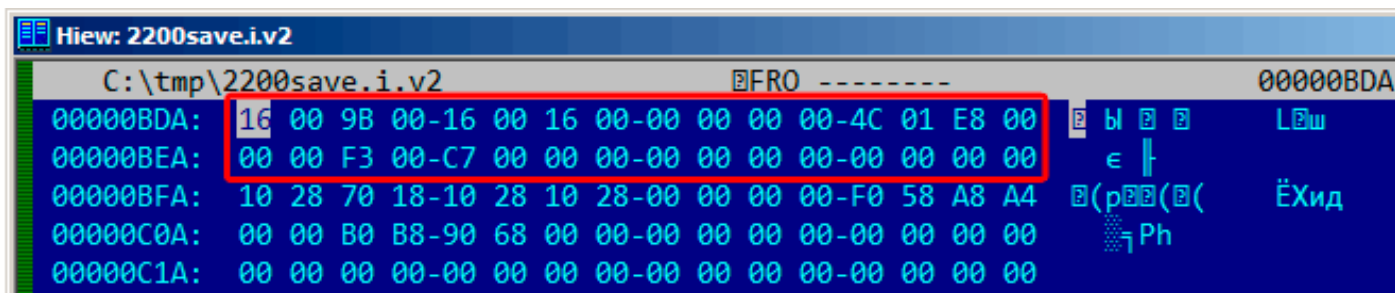 Hiew: 2200save.i.v2
C:\tmp\2200save.i.v2 FRO -------- 00000BDA
00000BDA: 16 00 9B 00-16 00 16 00-00 00 00 00-4C 01 E8 00 ы L ш
00000BEA: 00 00 F3 00-C7 00 00 00-00 00 00 00-00 00 00 00 є ╟
00000BFA: 10 28 70 18-10 28 10 28-00 00 00 00-F0 58 A8 A4 (p ( ( ЁXид
00000C0A: 00 00 B0 B8-90 68 00 00-00 00 00 00-00 00 00 00 ░╕Рh
00000C1A: 00 00 00 00-00 00 00 00-00 00 00 00-00 00 00 00